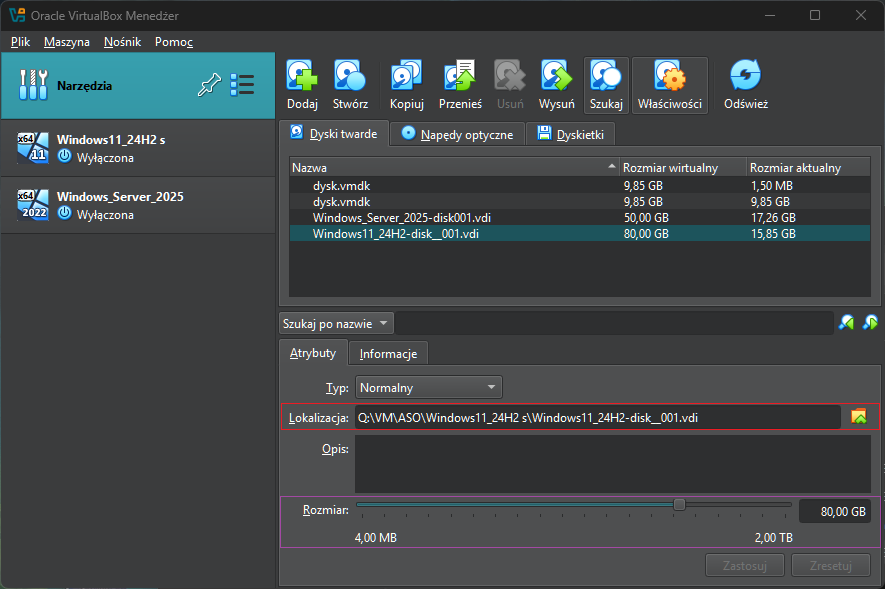 Oracle VirtualBox Menedżer
Plik Maszyna Nośnik Pomoc
Narzędzia
x64
11
Windows11_24H2 s
Wyłączona
x64
2022
Windows_Server_2025
Wyłączona
Dodaj Stwórz Kopiuj Przenieś Usuń Wysuń Szukaj Właściwości Odśwież
Dyski twarde Napędy optyczne Dyskietki
Nazwa Rozmiar wirtualny Rozmiar aktualny
dysk.vmdk 9,85 GB 1,50 MB
dysk.vmdk 9,85 GB 9,85 GB
Windows_Server_2025-disk001.vdi 50,00 GB 17,26 GB
Windows11_24H2-disk__001.vdi 80,00 GB 15,85 GB
Szukaj po nazwie
Atrybuty Informacje
Typ: Normalny
Lokalizacja: Q:\VM\ASO\Windows11_24H2 s\Windows11_24H2-disk__001.vdi
Opis:
Rozmiar: 80,00 GB
4,00 MB 2,00 TB
Zastosuj Zresetuj